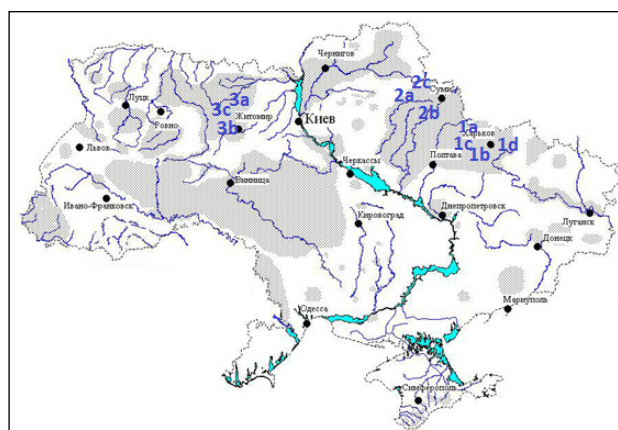 Чернигов
2c
Сумы
2a
2b
Луцк
3a
3c
Житомир
3b
Киев
Ровно
1a
Харьков
1c
1d
1b
Львов
Полтава
Черкассы
Винница
Ивано-Франковск
Кировоград
Днепропетровск
Луганск
Донецк
Мариуполь
Одесса
Симферополь